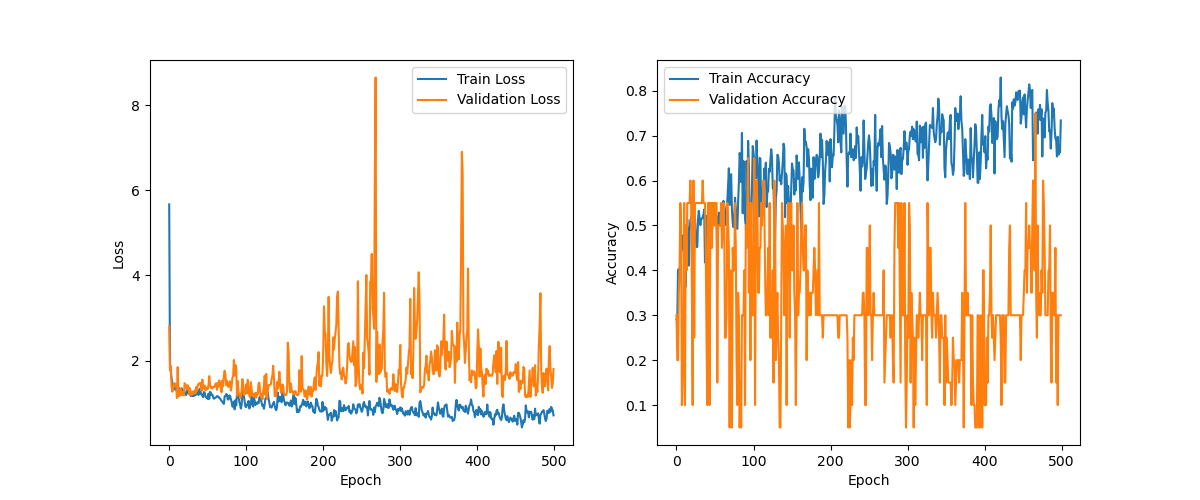 Train Loss
Validation Loss
8
6
4
2
Loss
0 100 200 300 400 500
Epoch
Train Accuracy
Validation Accuracy
0.8
0.7
0.6
0.5
0.4
0.3
0.2
0.1
Accuracy
0 100 200 300 400 500
Epoch